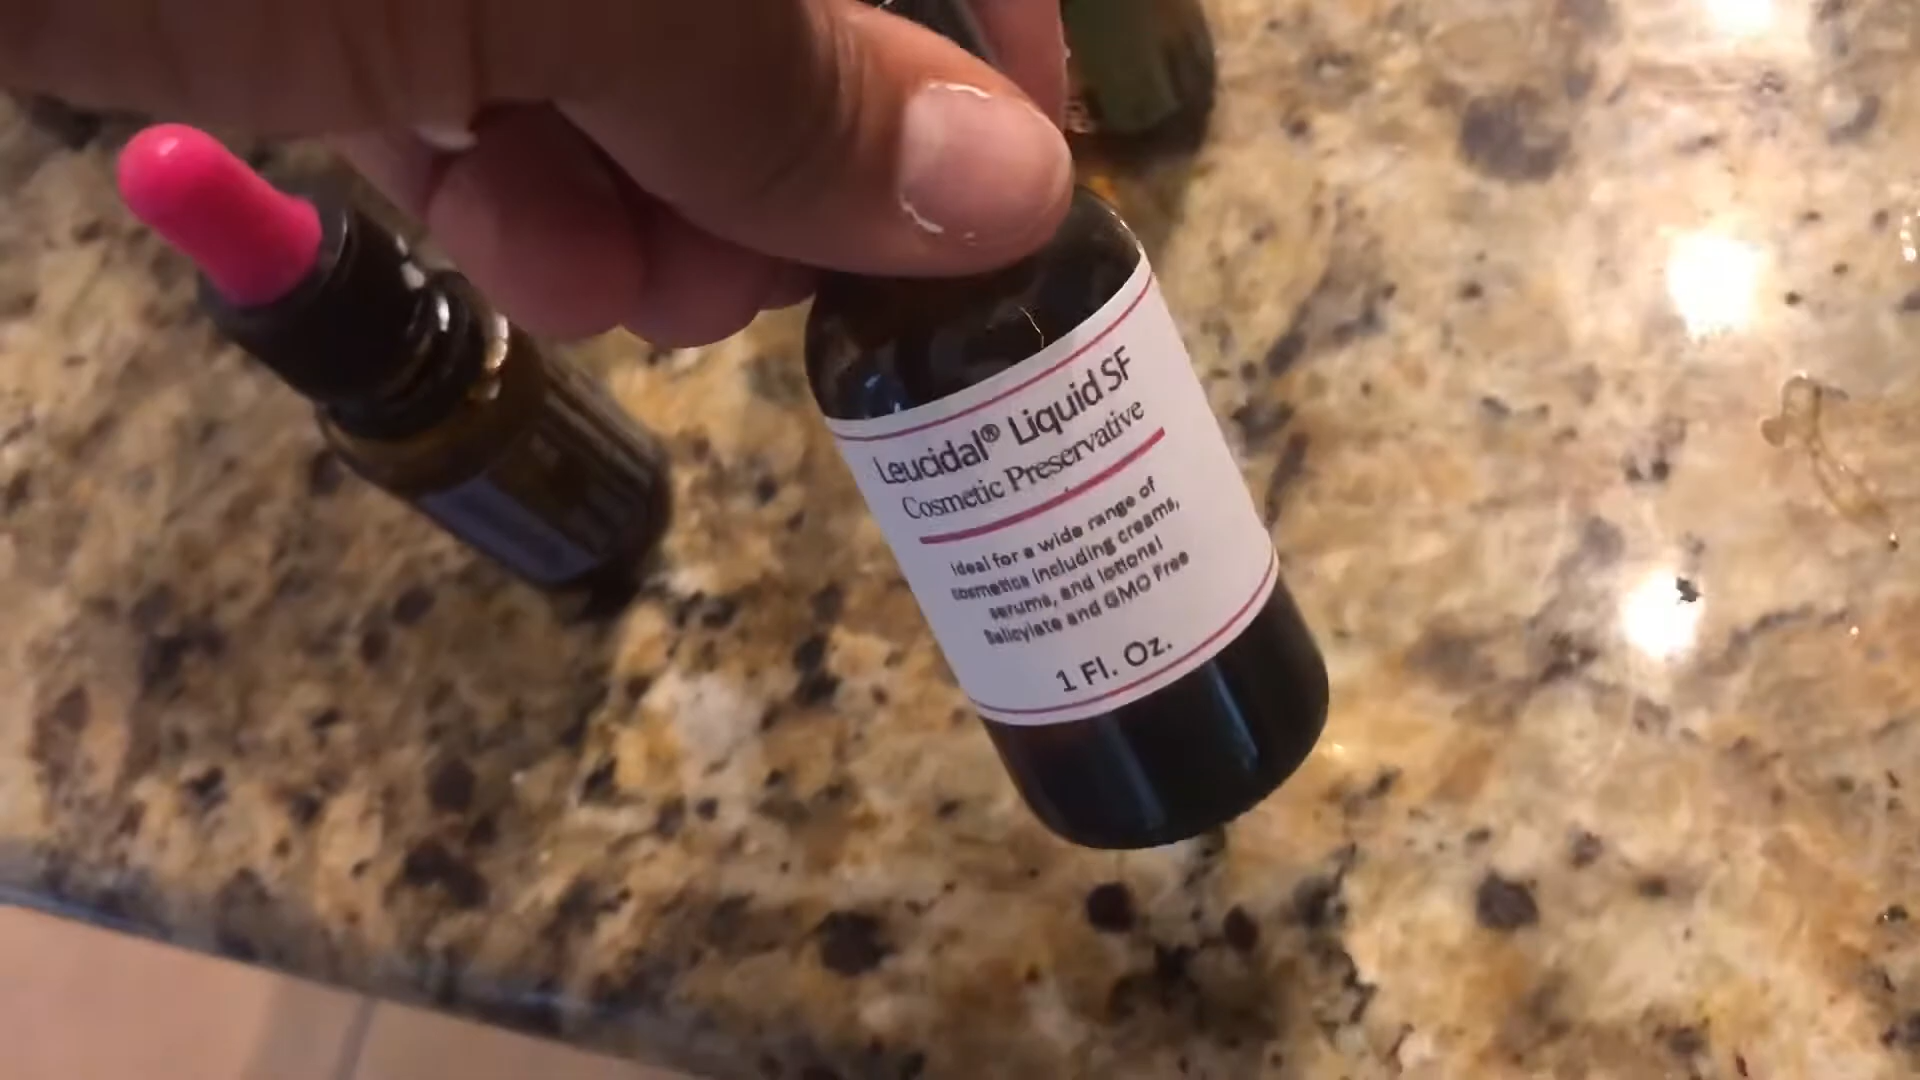 Leucidal® Liquid SF
Cosmetic Preservative
Ideal for a wide range of
cosmetics including creams,
serums, and lotions!
Salicylate and GMO Free
1 Fl. Oz.